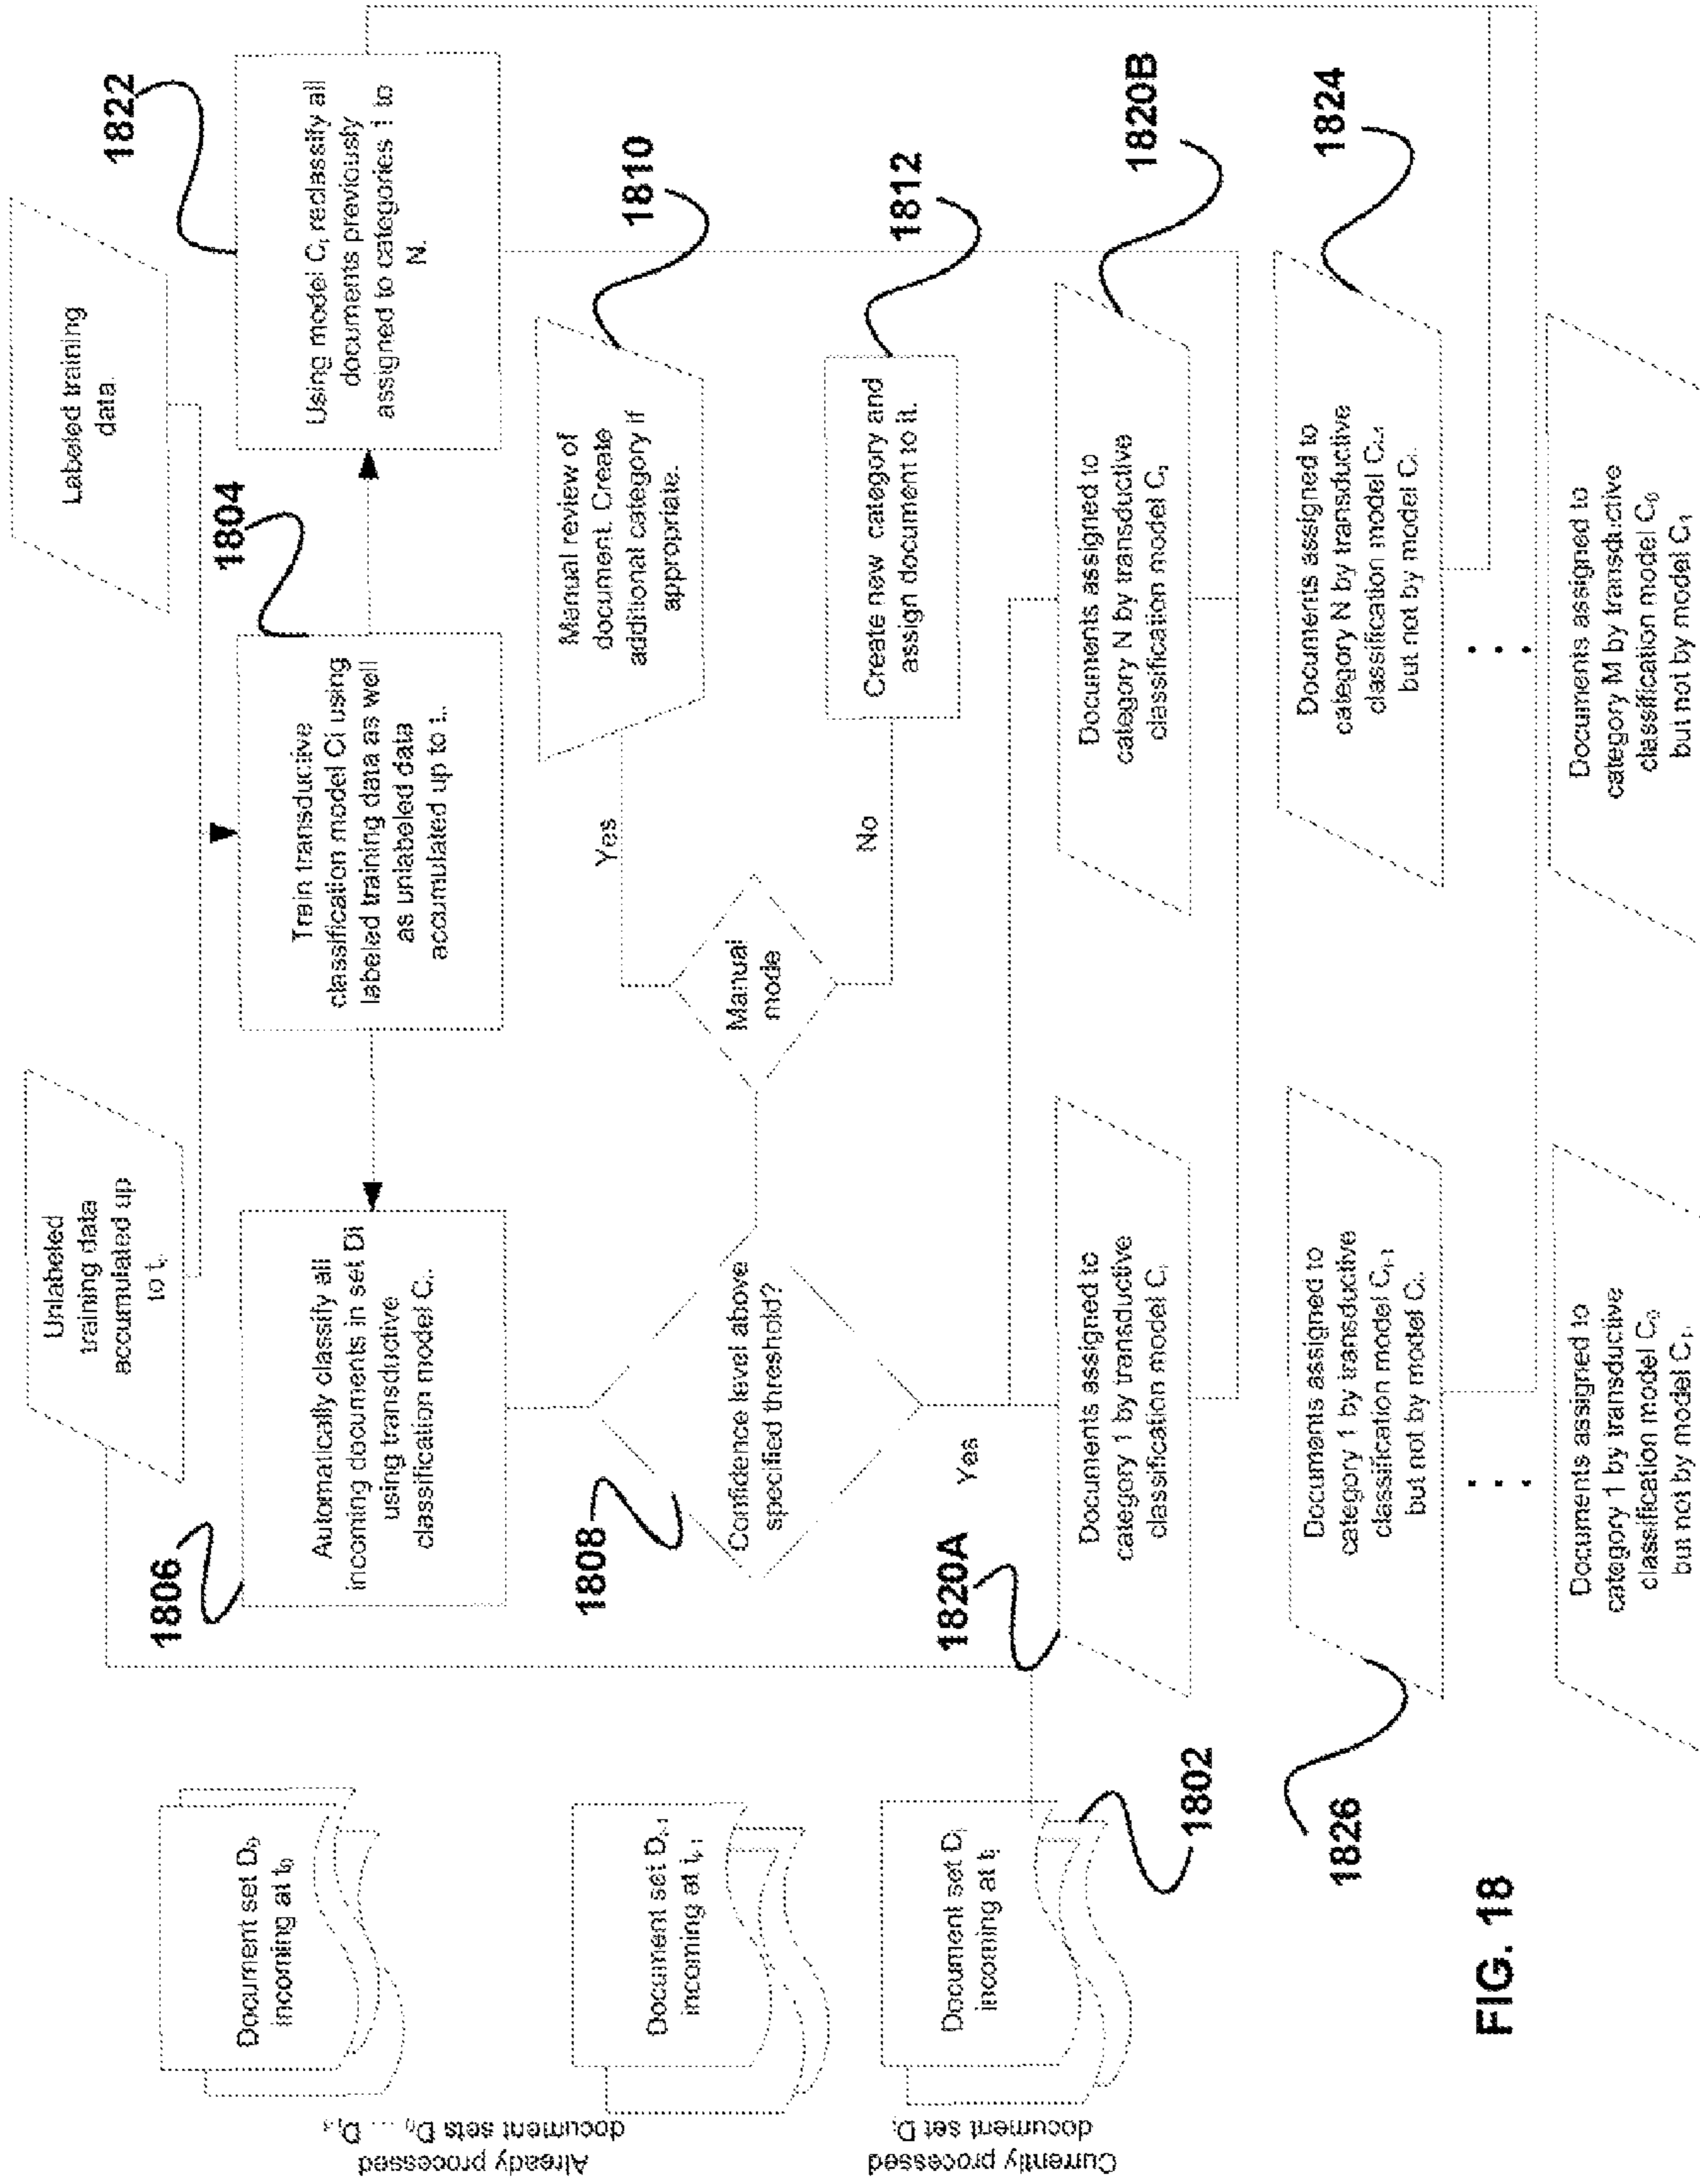 Already processed
document sets D₀ ... Dᵢ₋₁
Document set D₀
incoming at t₀
Document set Dᵢ₋₁
incoming at tᵢ₋₁
Currently processed
document set Dᵢ
Document set Dᵢ
incoming at tᵢ
1802
Unlabeled
training data
accumulated up
to tᵢ
Labeled training
data.
1806
Automatically classify all
incoming documents in set Di
using transductive
classification model Cᵢ.
1804
Train transductive
classification model Ci using
labeled training data as well
as unlabeled data
accumulated up to tᵢ.
1822
Using model Cᵢ reclassify all
documents previously
assigned to categories 1 to
N.
1808
Confidence level above
specified threshold?
Manual
mode
Yes
1810
Manual review of
document. Create
additional category if
appropriate.
No
1812
Create new category and
assign document to it.
Yes
1820A
Documents assigned to
category 1 by transductive
classification model Cᵢ
1820B
Documents assigned to
category N by transductive
classification model Cᵢ
1826
Documents assigned to
category 1 by transductive
classification model Cᵢ₋₁
but not by model Cᵢ.
1824
Documents assigned to
category N by transductive
classification model Cᵢ₋₁
but not by model Cᵢ.
...
...
Documents assigned to
category 1 by transductive
classification model C₀
but not by model C₁.
Documents assigned to
category M by transductive
classification model C₀
but not by model C₁
FIG. 18